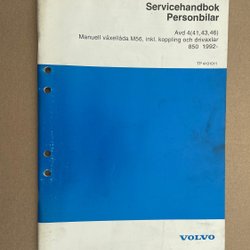 Servicehandbok
Personbilar
Avd 4(41,43,46)
Manuell växellåda M56, inkl. koppling och drivaxlar
850 1992-
VOLVO